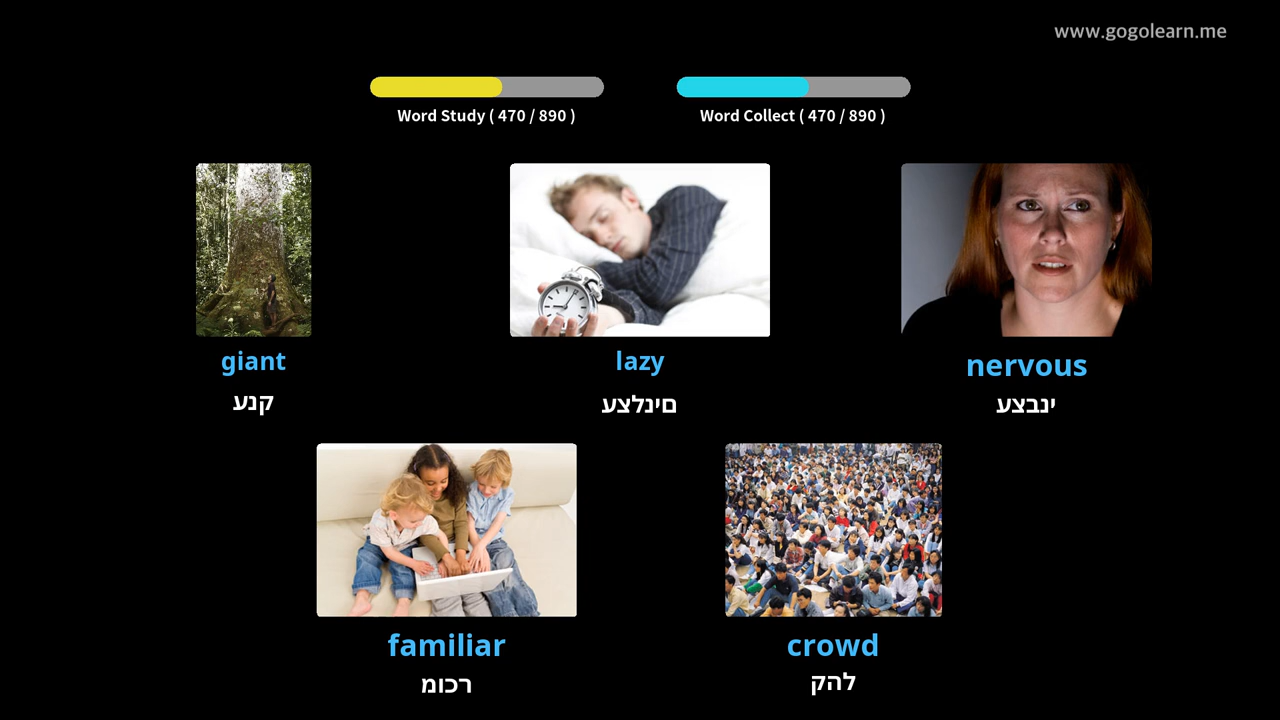 www.gogolearn.me
Word Study ( 470 / 890 )
Word Collect ( 470 / 890 )
giant
קנע
lazy
םינלצע
nervous
ינבצע
familiar
רכומ
crowd
להק